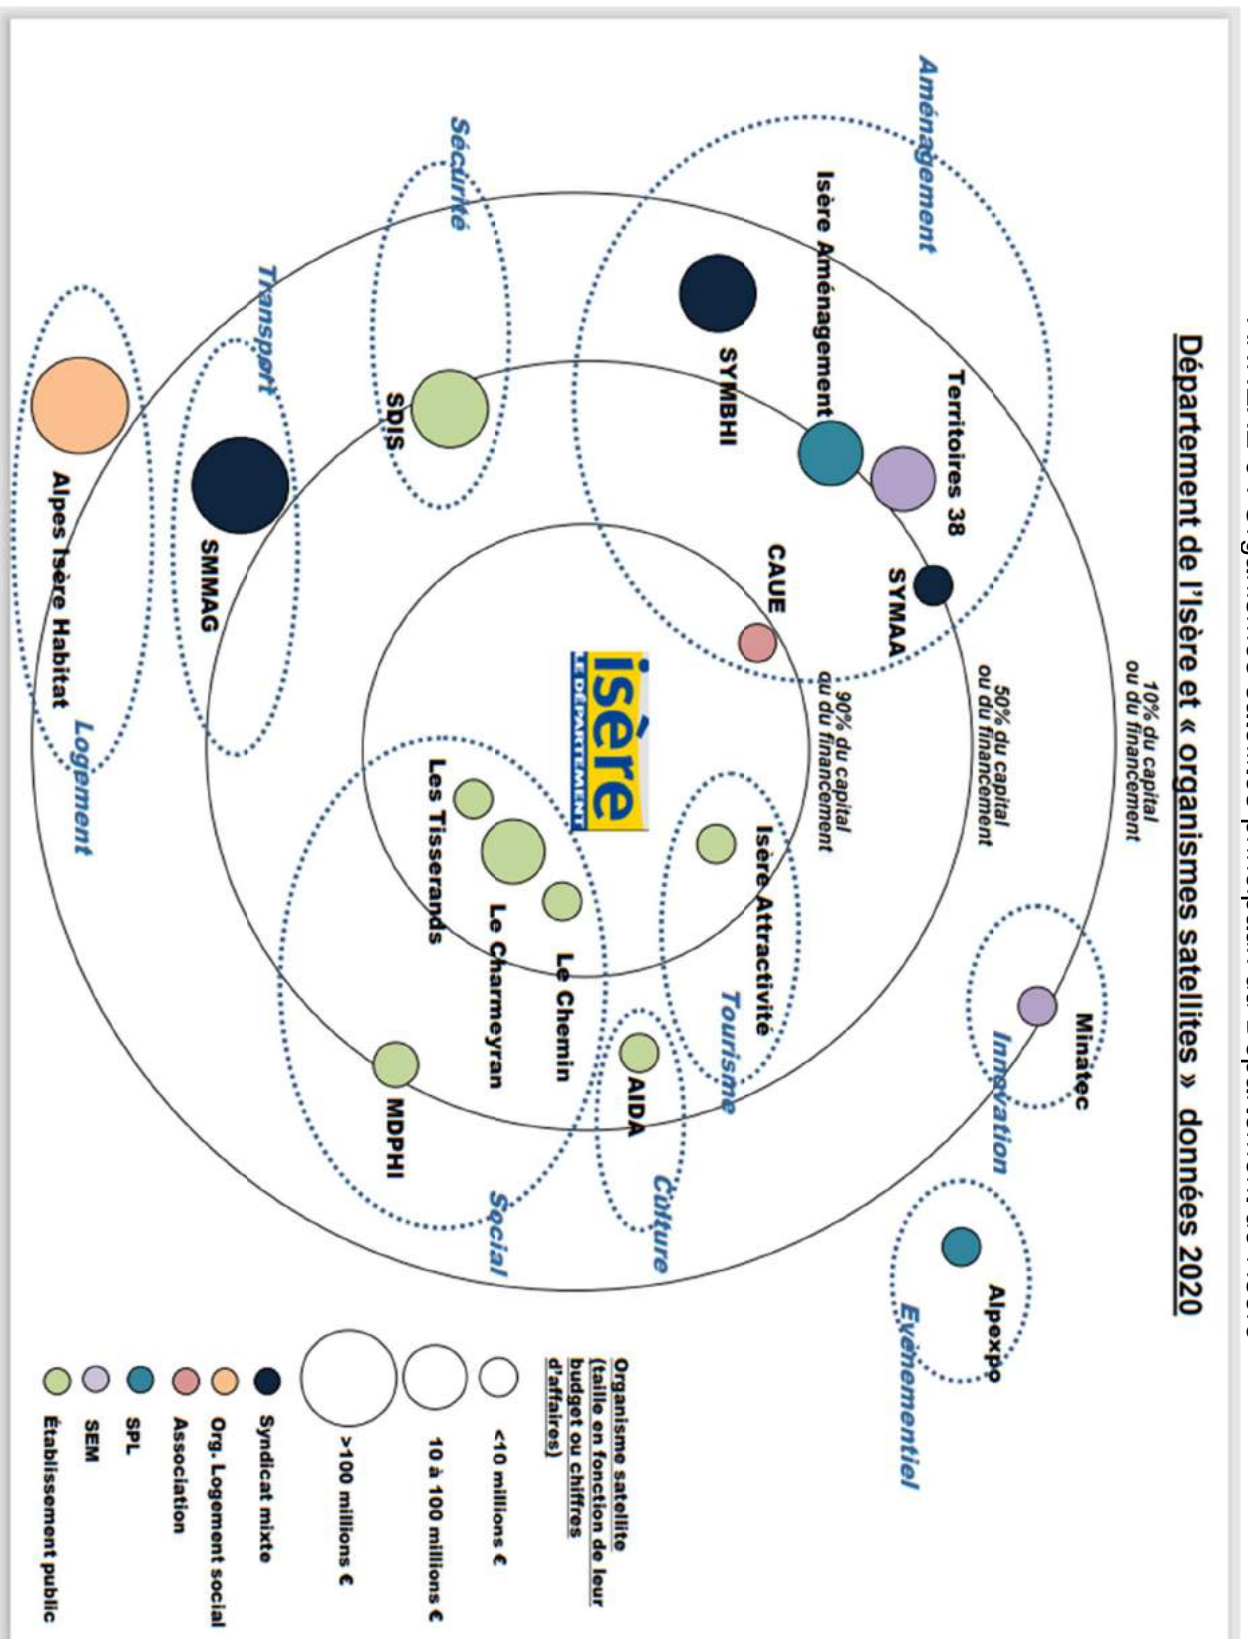 Département de l'Isère et « organismes satellites » données 2020
10% du capital
ou du financement
50% du capital
ou du financement
90% du capital
ou du financement
Aménagement
Isère Aménagement
Territoires 38
SYMBHI
SYMAA
CAUE
Sécurité
SDIS
Transport
SMMAG
Alpes Isère Habitat
Logement
isère
LE DÉPARTEMENT
Isère Attractivité
Tourisme
Minatec
Innovation
Alpexpo
Evènementiel
AIDA
Culture
Les Tisserands
Le Charmeyran
Le Chemin
MDPHI
Social
Organisme satellite
(taille en fonction de leur
budget ou chiffres
d'affaires)
<10 millions €
10 à 100 millions €
>100 millions €
Syndicat mixte
Org. Logement social
Association
SPL
SEM
Établissement public